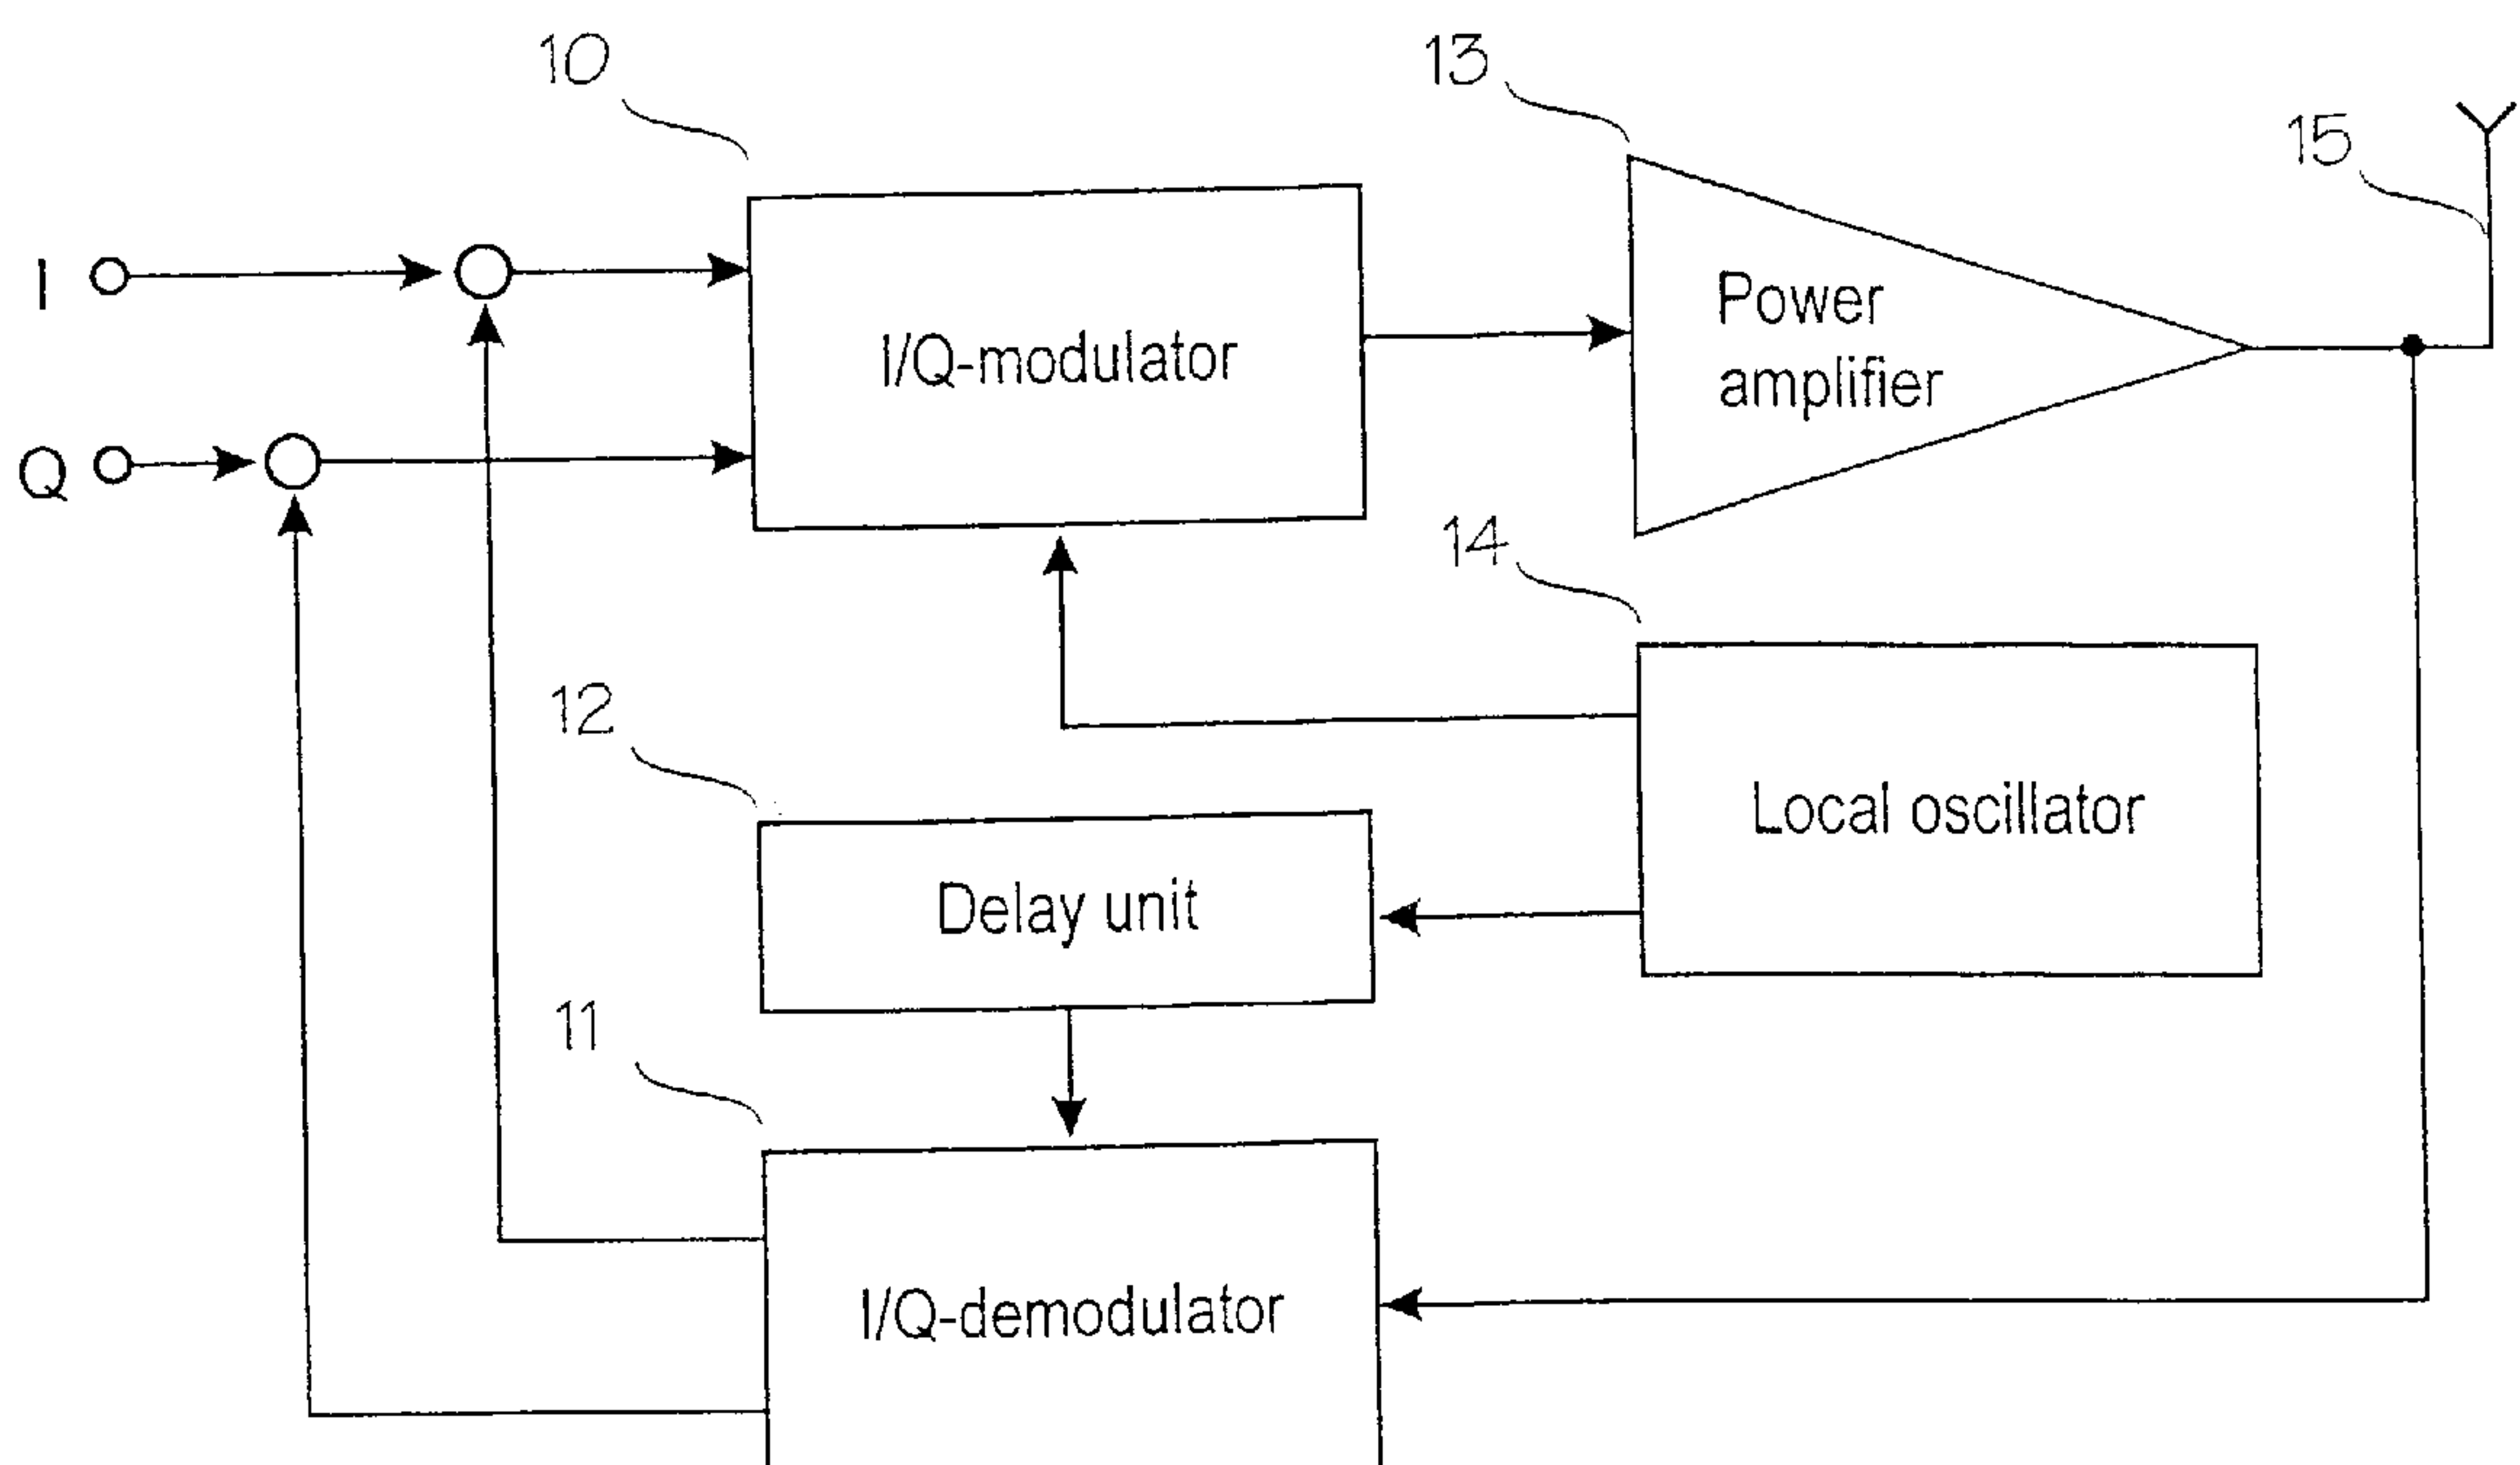 10
13
15
I
I/Q-modulator
Power
amplifier
Q
14
12
Local oscillator
Delay unit
11
I/Q-demodulator